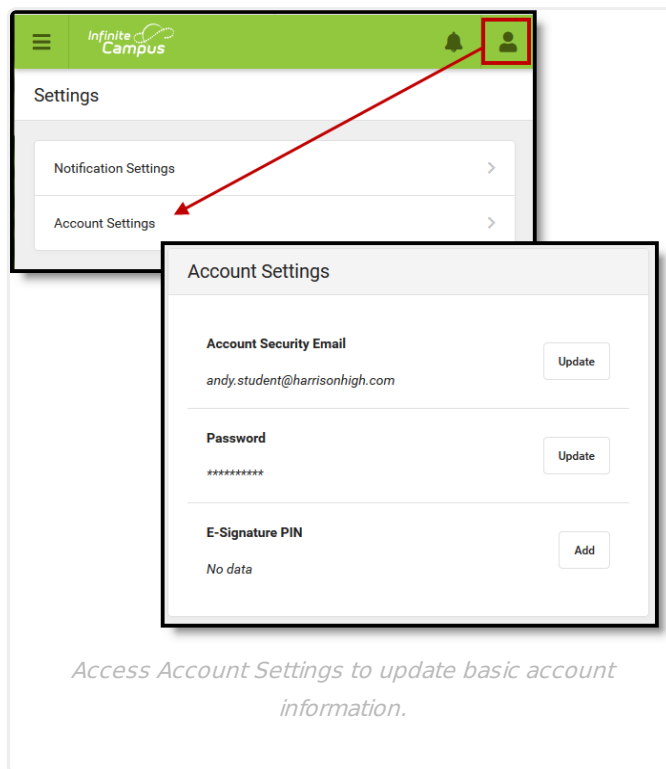 Infinite
Campus
Settings
Notification Settings
Account Settings
Account Settings
Account Security Email
andy.student@harrisonhigh.com
Update
Password
**********
Update
E-Signature PIN
No data
Add
Access Account Settings to update basic account
information.